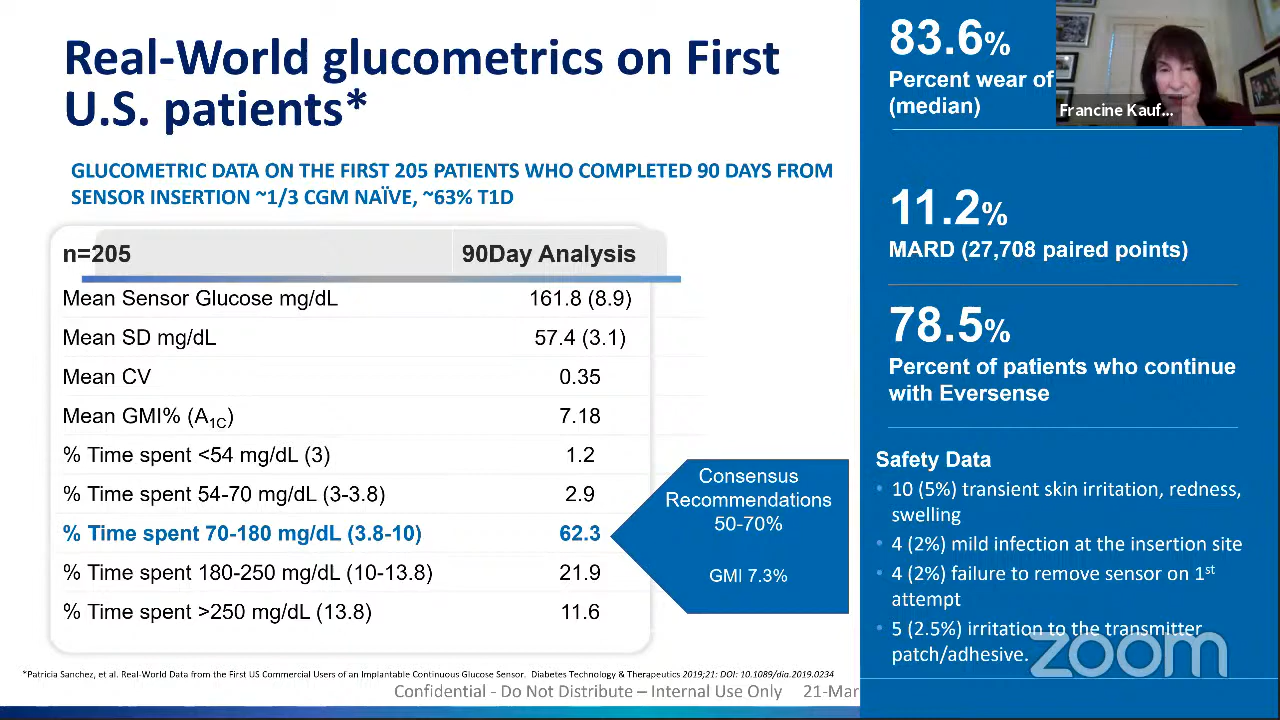 Real-World glucometrics on First
U.S. patients*
GLUCOMETRIC DATA ON THE FIRST 205 PATIENTS WHO COMPLETED 90 DAYS FROM
SENSOR INSERTION ~1/3 CGM NAÏVE, ~63% T1D
n=205 90Day Analysis
Mean Sensor Glucose mg/dL 161.8 (8.9)
Mean SD mg/dL 57.4 (3.1)
Mean CV 0.35
Mean GMI% (A1C) 7.18
% Time spent <54 mg/dL (3) 1.2
% Time spent 54-70 mg/dL (3-3.8) 2.9
% Time spent 70-180 mg/dL (3.8-10) 62.3
% Time spent 180-250 mg/dL (10-13.8) 21.9
% Time spent >250 mg/dL (13.8) 11.6
Consensus
Recommendations
50-70%
GMI 7.3%
*Patricia Sanchez, et al. Real-World Data from the First US Commercial Users of an Implantable Continuous Glucose Sensor. Diabetes Technology & Therapeutics 2019;21: DOI: 10.1089/dia.2019.0234
Confidential - Do Not Distribute – Internal Use Only 21-Mar
83.6%
Percent wear of
(median)
Francine Kauf...
11.2%
MARD (27,708 paired points)
78.5%
Percent of patients who continue
with Eversense
Safety Data
• 10 (5%) transient skin irritation, redness,
swelling
• 4 (2%) mild infection at the insertion site
• 4 (2%) failure to remove sensor on 1st
attempt
• 5 (2.5%) irritation to the transmitter
patch/adhesive.
zoom